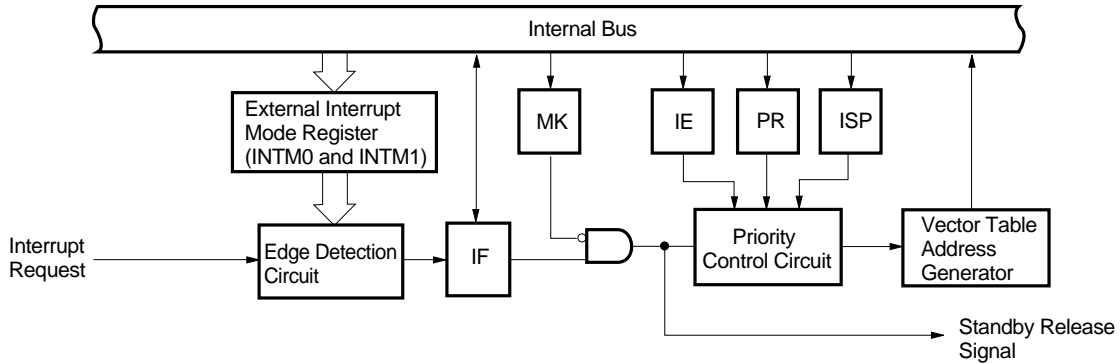 Internal Bus
External Interrupt
Mode Register
(INTM0 and INTM1)
MK
IE
PR
ISP
Interrupt
Request
Edge Detection
Circuit
IF
Priority
Control Circuit
Vector Table
Address
Generator
Standby Release
Signal